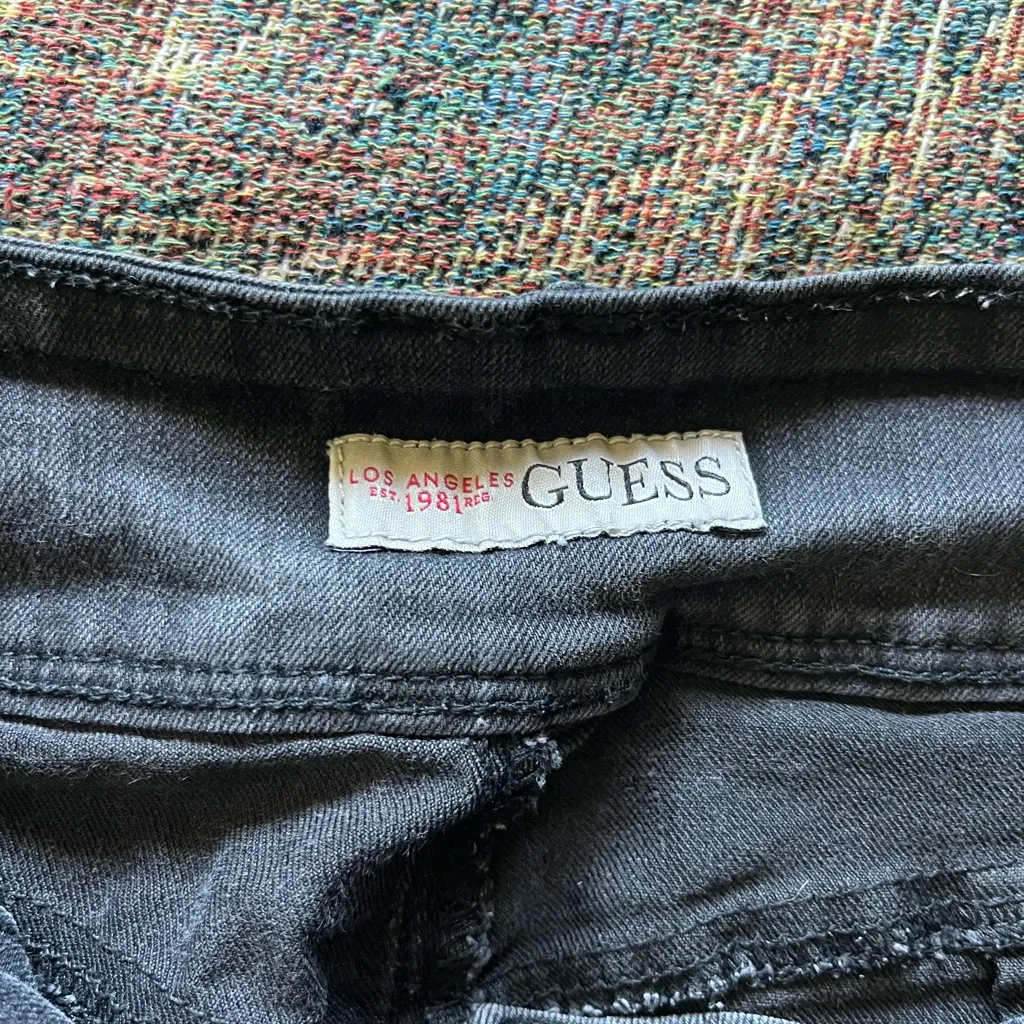 LOS ANGELES
EST. 1981 REG.
GUESS